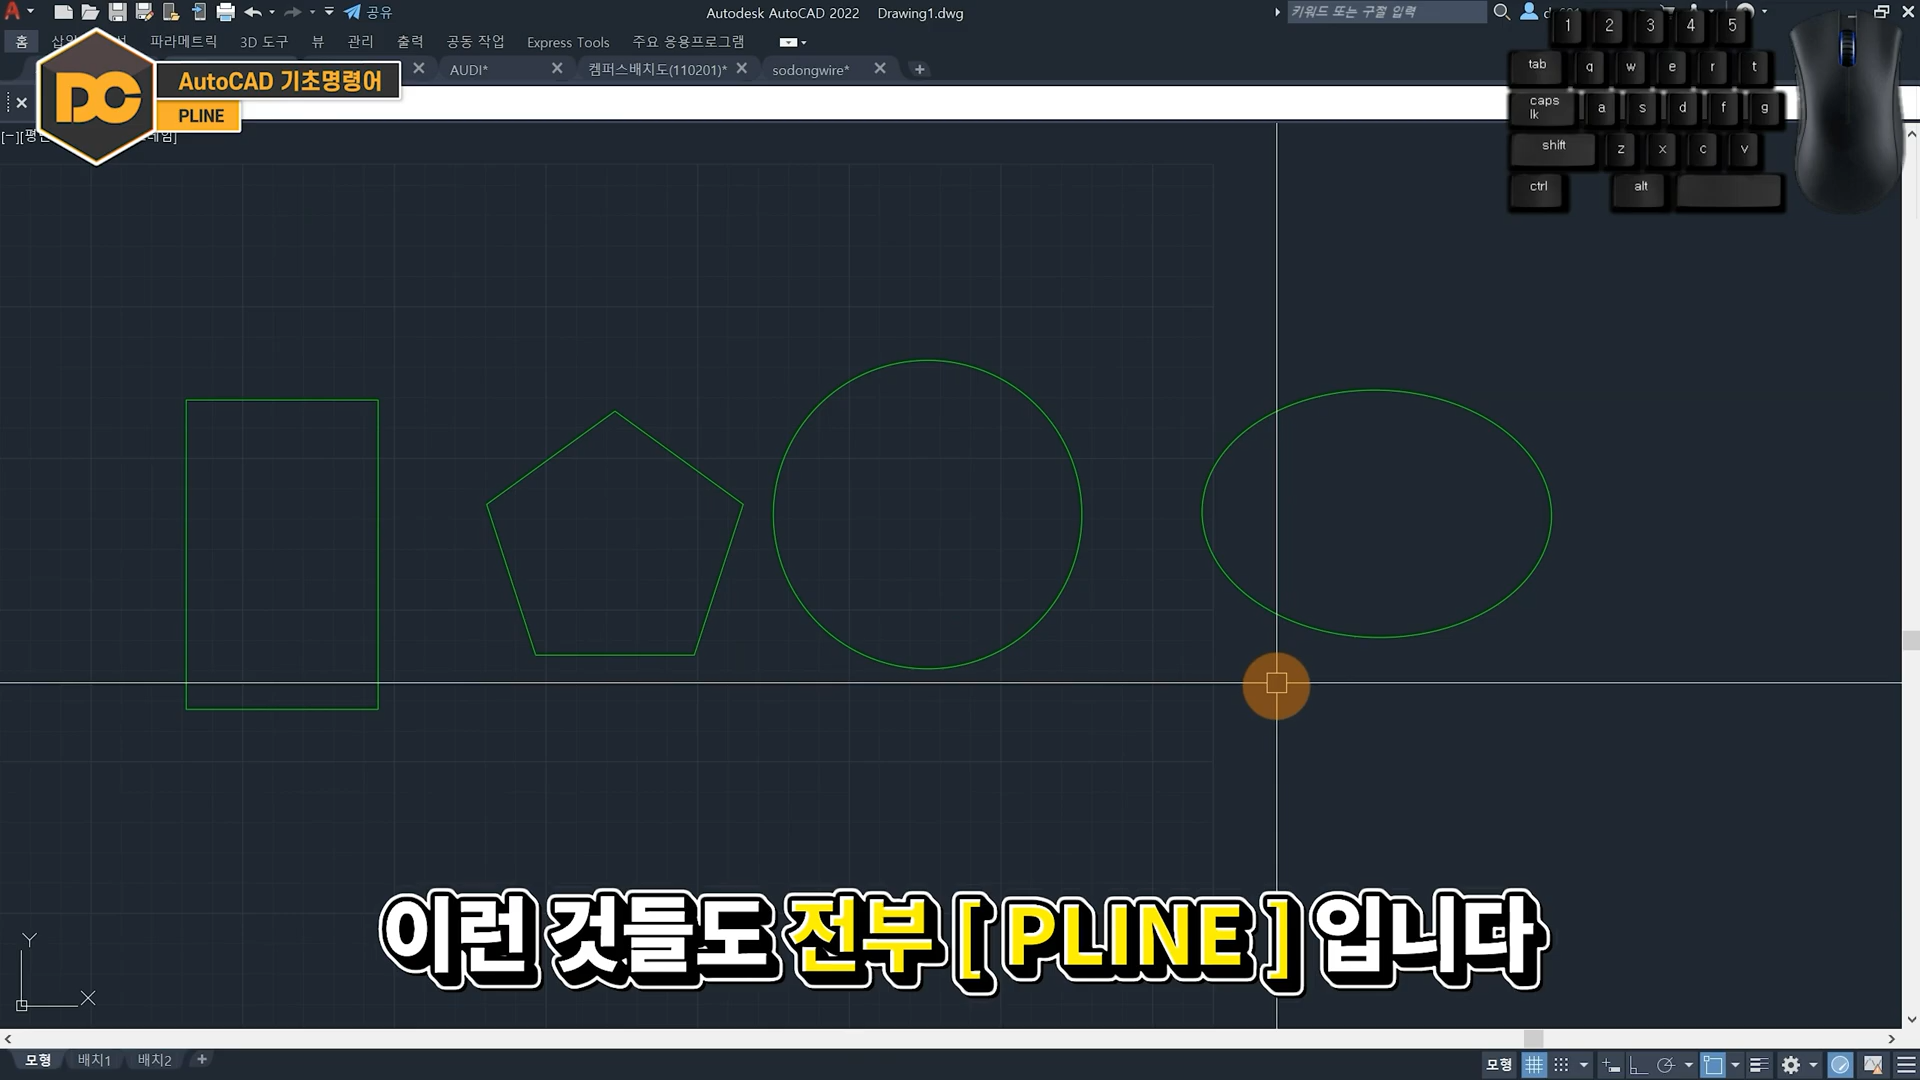 공유
Autodesk AutoCAD 2022 Drawing1.dwg
키워드 또는 구절 입력
홈
파라메트릭
3D 도구
뷰
관리
출력
공동 작업
Express Tools
주요 응용프로그램
DC
AutoCAD 기초명령어
PLINE
AUDI*
켐퍼스배치도(110201)*
sodongwire*
1 2 3 4 5
tab q w e r t
caps lk a s d f g
shift z x c v
ctrl alt
이런 것들도 전부 [ PLINE ] 입니다
Y
X
모형
배치1
배치2
모형